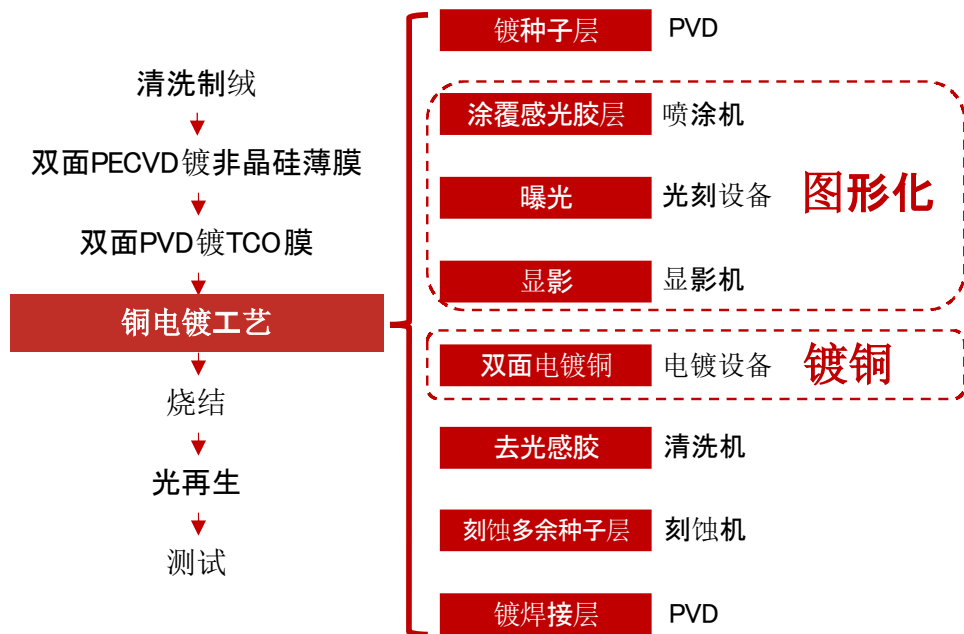 清洗制绒
双面PECVD镀非晶硅薄膜
双面PVD镀TCO膜
铜电镀工艺
烧结
光再生
测试
镀种子层 PVD
涂覆感光胶层 喷涂机
曝光 光刻设备
显影 显影机
图形化
双面电镀铜 电镀设备
镀铜
去光感胶 清洗机
刻蚀多余种子层 刻蚀机
镀焊接层 PVD